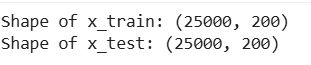 Shape of x_train: (25000, 200)
Shape of x_test: (25000, 200)